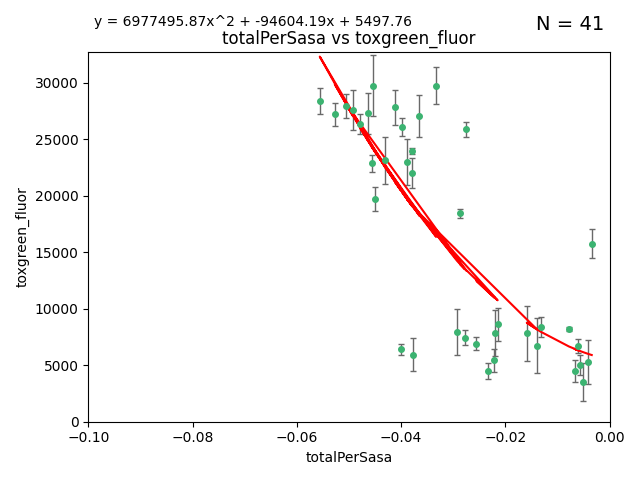 y = 6977495.87x^2 + -94604.19x + 5497.76
N = 41
totalPerSasa vs toxgreen_fluor
toxgreen_fluor
30000
25000
20000
15000
10000
5000
0
−0.10
−0.08
−0.06
−0.04
−0.02
0.00
totalPerSasa